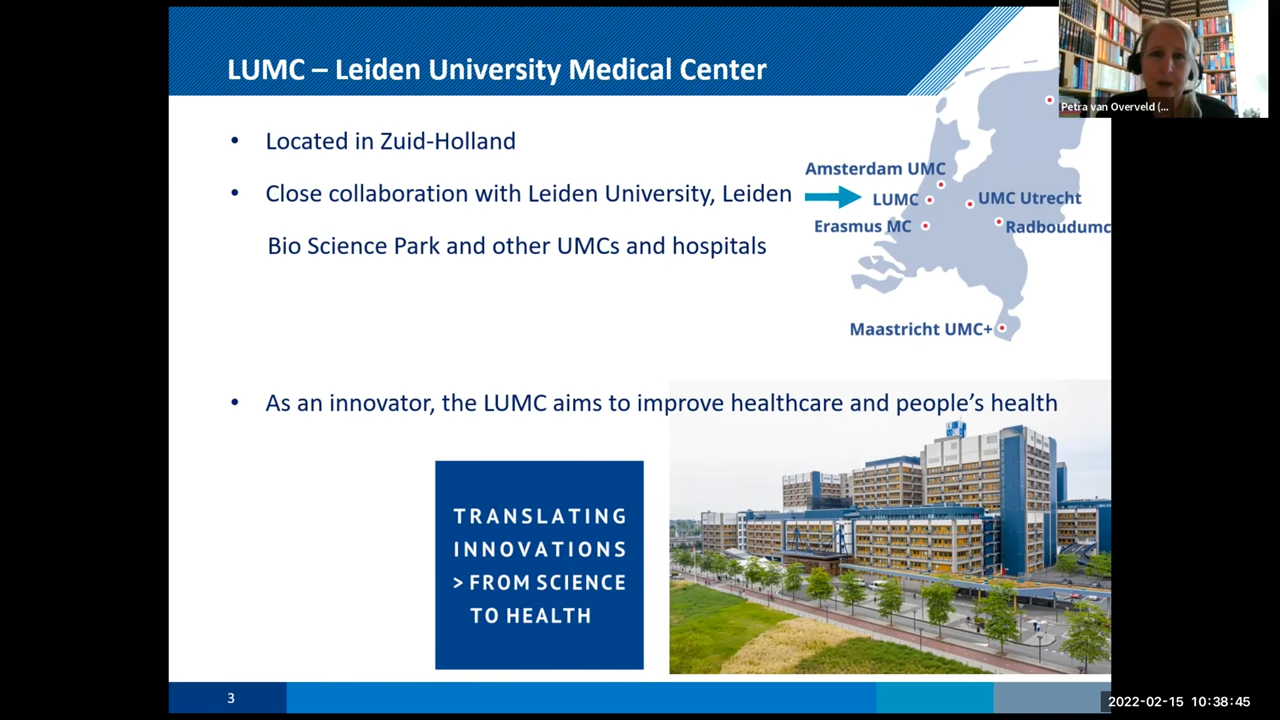 LUMC – Leiden University Medical Center
Petra van Overveld (...
• Located in Zuid-Holland
• Close collaboration with Leiden University, Leiden
Bio Science Park and other UMCs and hospitals
Amsterdam UMC
LUMC
UMC Utrecht
Erasmus MC
Radboudumc
Maastricht UMC+
• As an innovator, the LUMC aims to improve healthcare and people’s health
TRANSLATING
INNOVATIONS
> FROM SCIENCE
TO HEALTH
3
2022-02-15 10:38:45